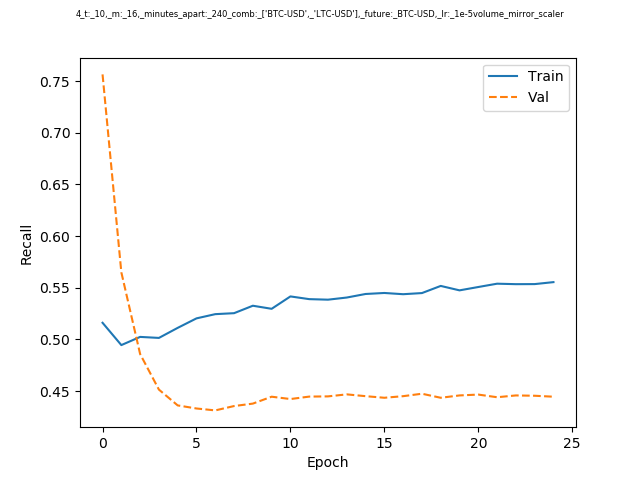 4_t:_10,_m:_16,_minutes_apart:_240_comb:_['BTC-USD',_'LTC-USD'],_future:_BTC-USD,_lr:_1e-5volume_mirror_scaler
Train
Val
0.75
0.70
0.65
0.60
0.55
0.50
0.45
Recall
0 5 10 15 20 25
Epoch